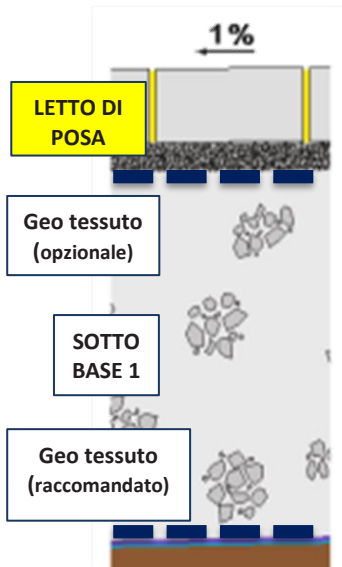 1%
LETTO DI
POSA
Geo tessuto
(opzionale)
SOTTO
BASE 1
Geo tessuto
(raccomandato)